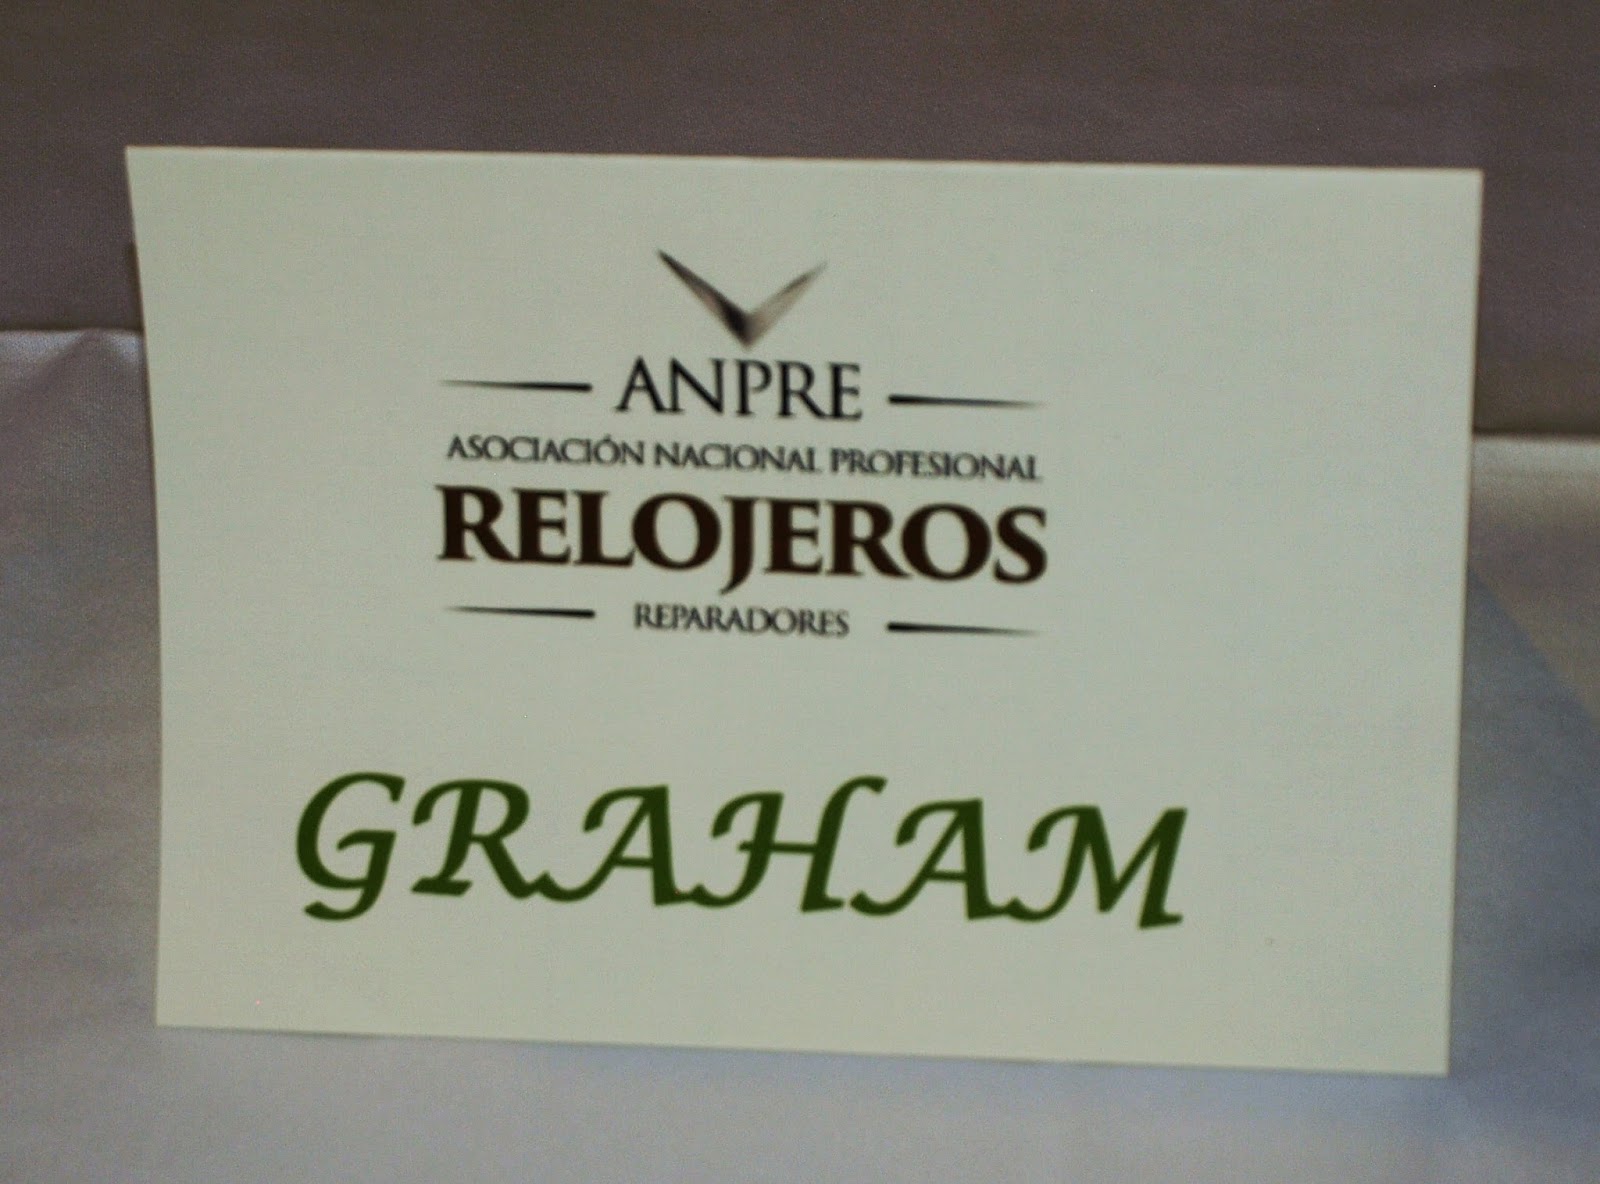 ANPRE
ASOCIACIÓN NACIONAL PROFESIONAL
RELOJEROS
REPARADORES
GRAHAM